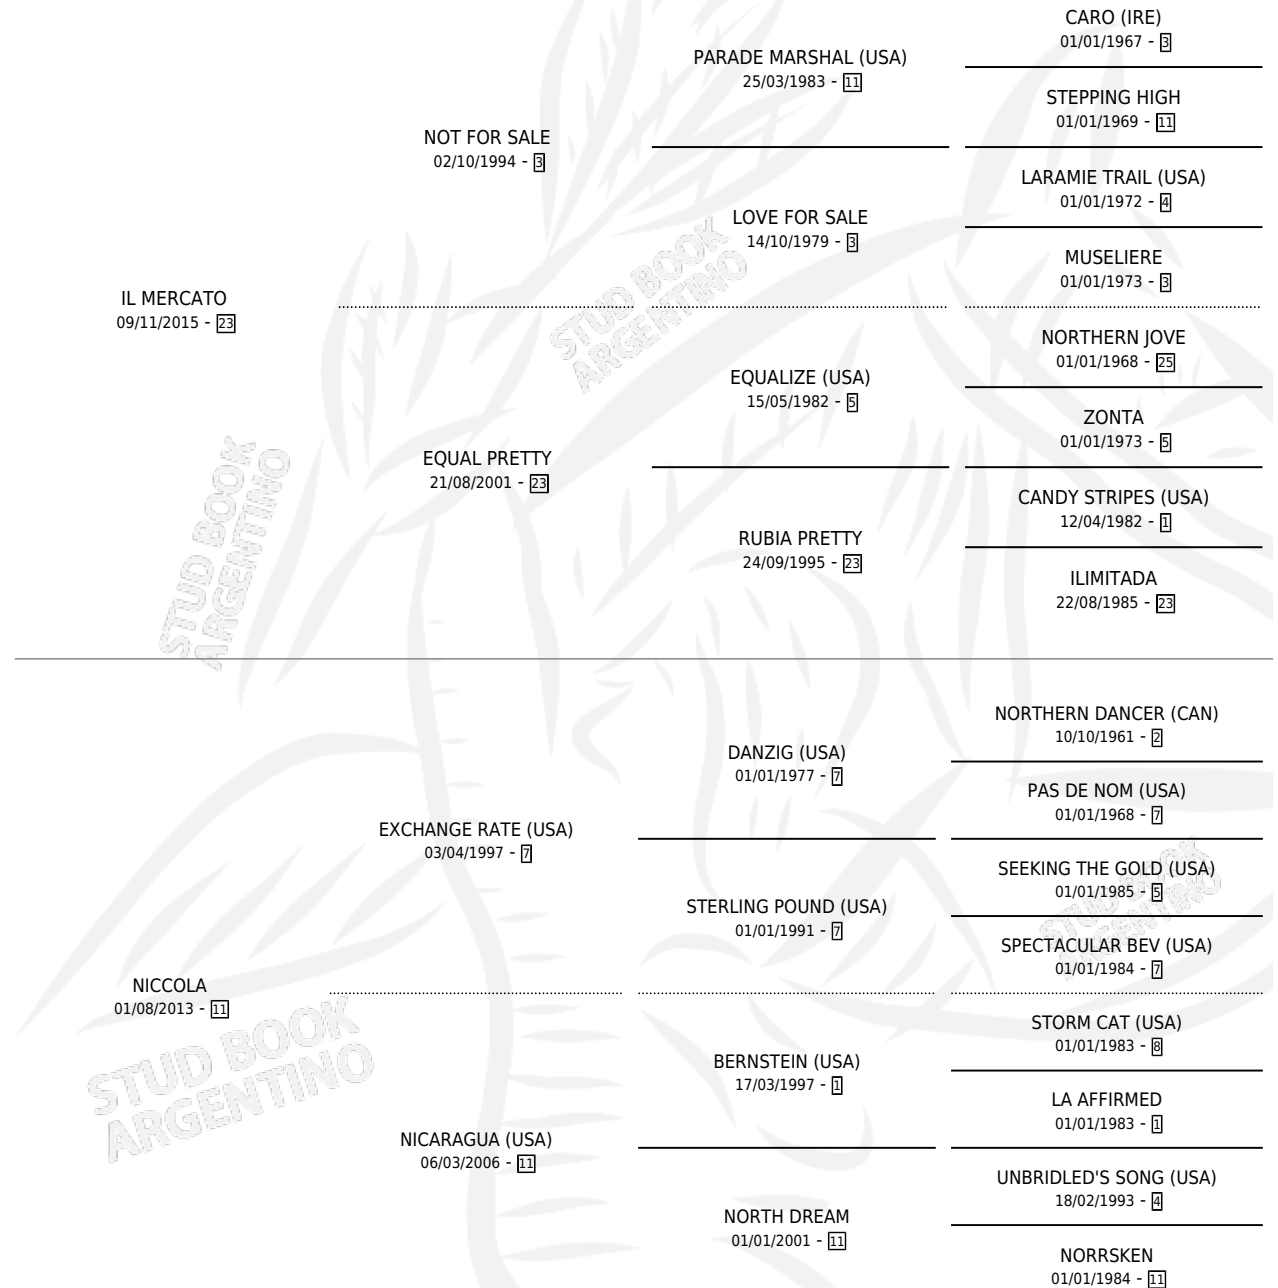 CARO (IRE)
01/01/1967 - 3
PARADE MARSHAL (USA)
25/03/1983 - 11
STEPPING HIGH
01/01/1969 - 11
NOT FOR SALE
02/10/1994 - 3
LARAMIE TRAIL (USA)
01/01/1972 - 4
LOVE FOR SALE
14/10/1979 - 3
MUSELIERE
01/01/1973 - 3
IL MERCATO
09/11/2015 - 23
STUD BOOK
ARGENTINO
NORTHERN JOVE
01/01/1968 - 25
EQUALIZE (USA)
15/05/1982 - 5
ZONTA
01/01/1973 - 5
EQUAL PRETTY
21/08/2001 - 23
CANDY STRIPES (USA)
12/04/1982 - 1
RUBIA PRETTY
24/09/1995 - 23
ILIMITADA
22/08/1985 - 23
STUD BOOK
ARGENTINO
NORTHERN DANCER (CAN)
10/10/1961 - 2
DANZIG (USA)
01/01/1977 - 7
PAS DE NOM (USA)
01/01/1968 - 7
EXCHANGE RATE (USA)
03/04/1997 - 7
SEEKING THE GOLD (USA)
01/01/1985 - 5
STERLING POUND (USA)
01/01/1991 - 7
SPECTACULAR BEV (USA)
01/01/1984 - 7
STUD BOOK
ARGENTINO
NICCOLA
01/08/2013 - 11
STUD BOOK
ARGENTINO
STORM CAT (USA)
01/01/1983 - 8
BERNSTEIN (USA)
17/03/1997 - 1
LA AFFIRMED
01/01/1983 - 1
NICARAGUA (USA)
06/03/2006 - 11
UNBRIDLED'S SONG (USA)
18/02/1993 - 4
NORTH DREAM
01/01/2001 - 11
NORRSKEN
01/01/1984 - 11